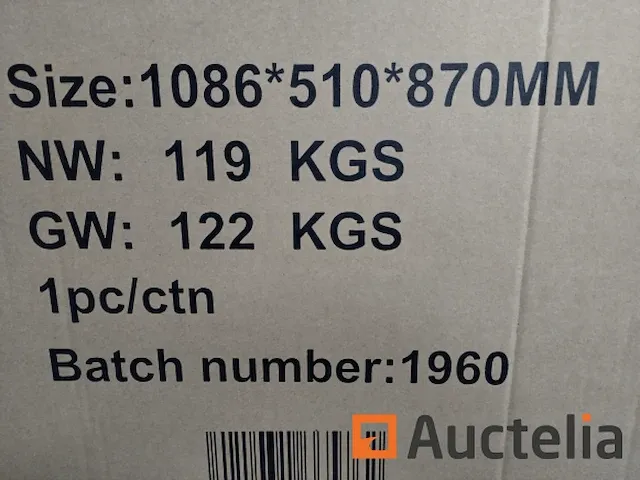 Size:1086*510*870MM
NW: 119 KGS
GW: 122 KGS
1pc/ctn
Batch number:1960
Auctelia